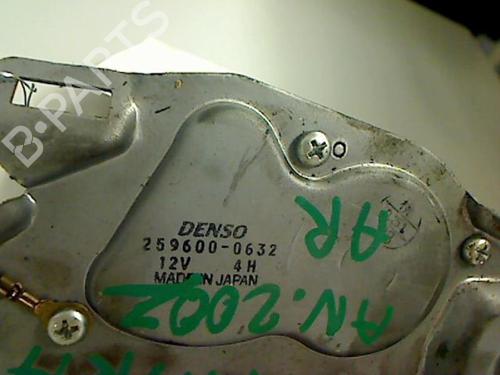 B-PARTS
O
DENSO
259600-0632
12V 4H
MADE IN JAPAN
AR
AN.2002